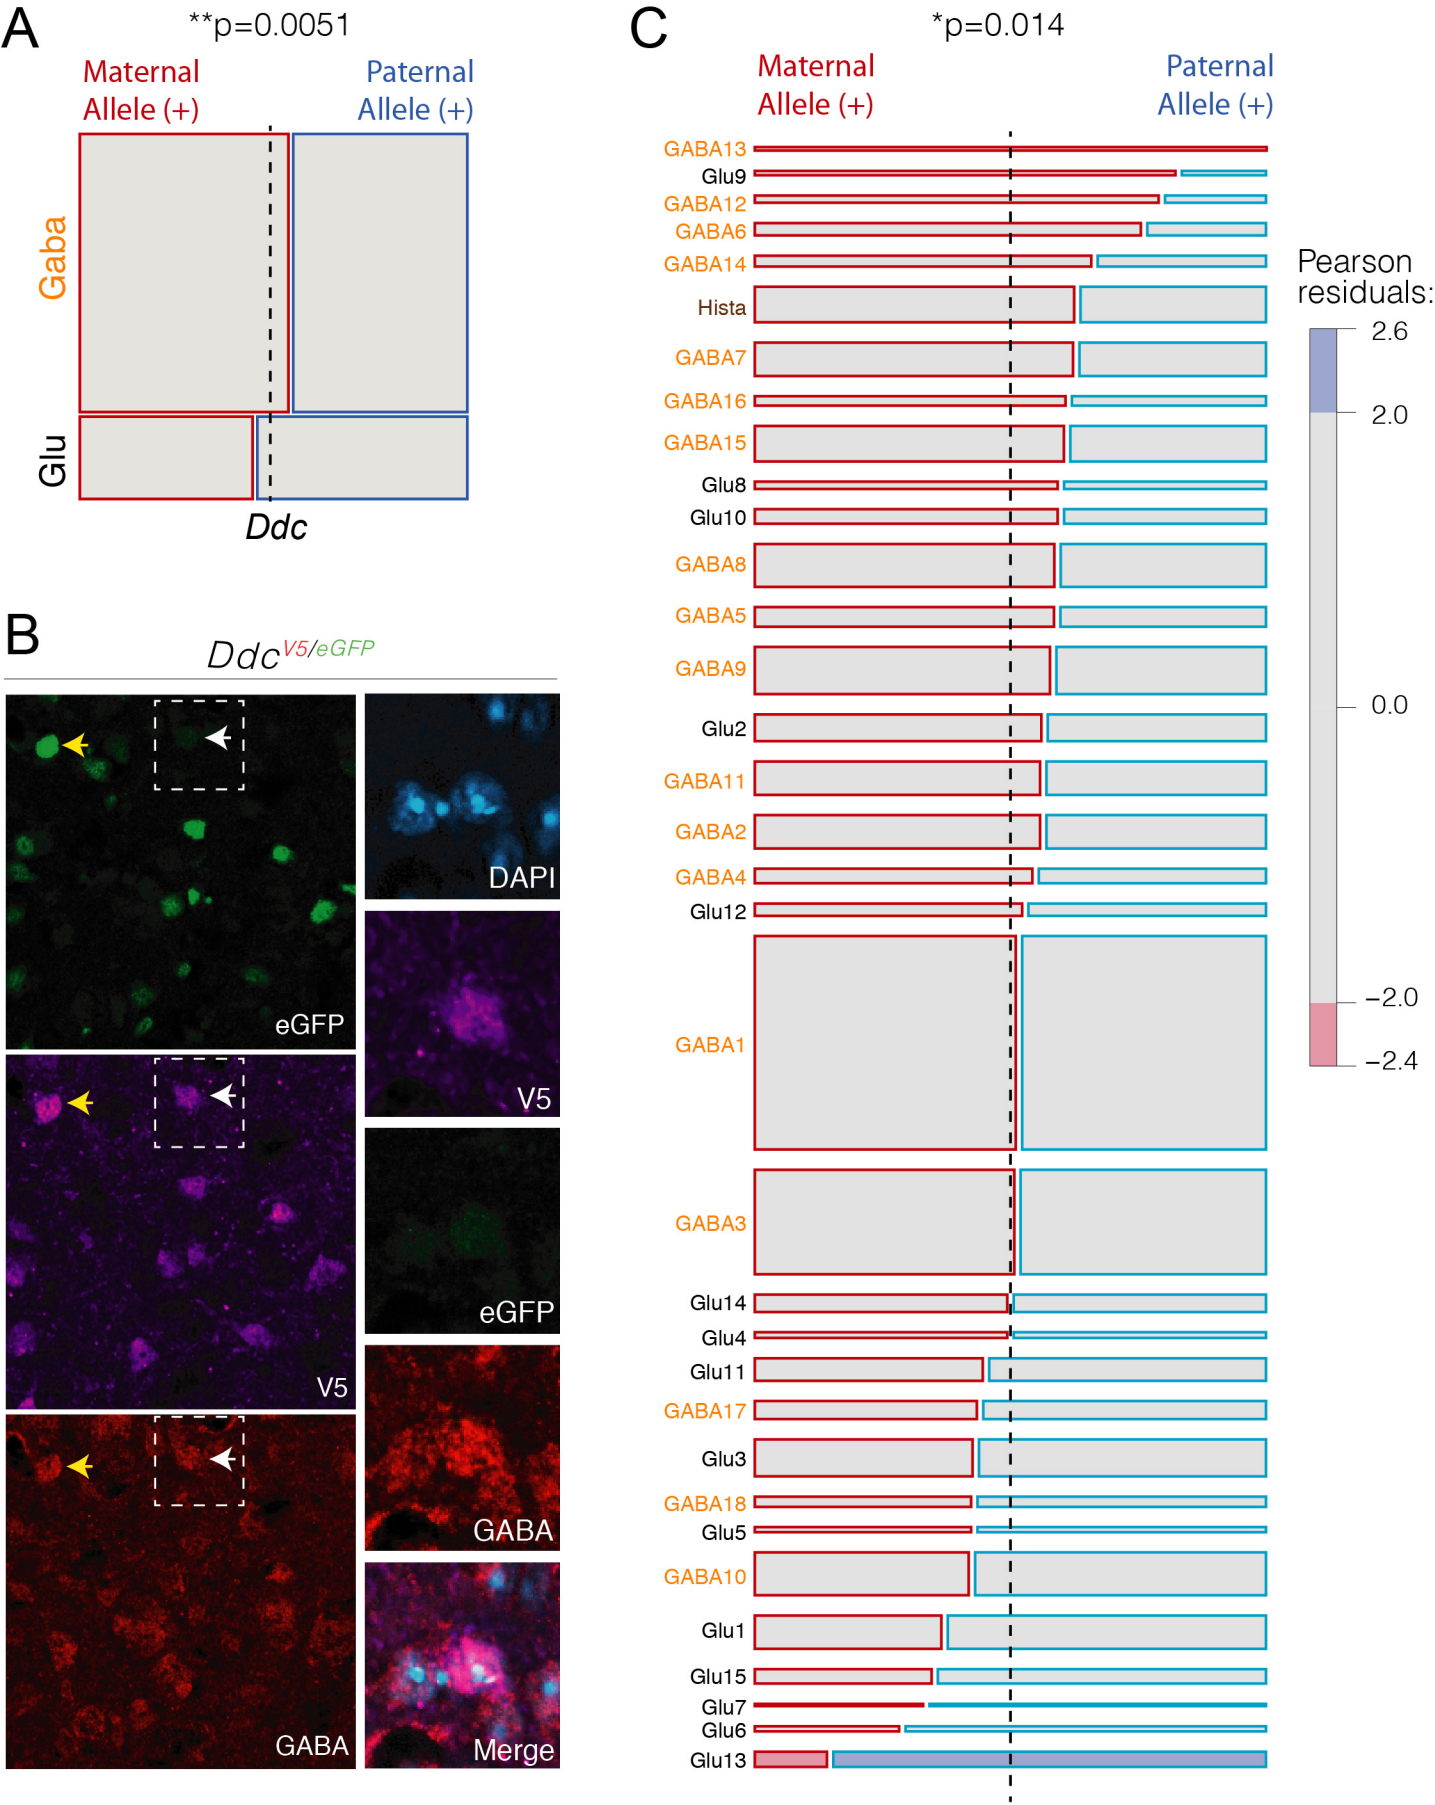 A
**p=0.0051
Maternal
Allele (+)
Paternal
Allele (+)
Gaba
Glu
Ddc
B
Ddc V5/eGFP
eGFP
V5
GABA
DAPI
V5
eGFP
GABA
Merge
C
*p=0.014
Maternal
Allele (+)
Paternal
Allele (+)
GABA13
Glu9
GABA12
GABA6
GABA14
Hista
GABA7
GABA16
GABA15
Glu8
Glu10
GABA8
GABA5
GABA9
Glu2
GABA11
GABA2
GABA4
Glu12
GABA1
GABA3
Glu14
Glu4
Glu11
GABA17
Glu3
GABA18
Glu5
GABA10
Glu1
Glu15
Glu7
Glu6
Glu13
Pearson
residuals:
2.6
2.0
0.0
−2.0
−2.4